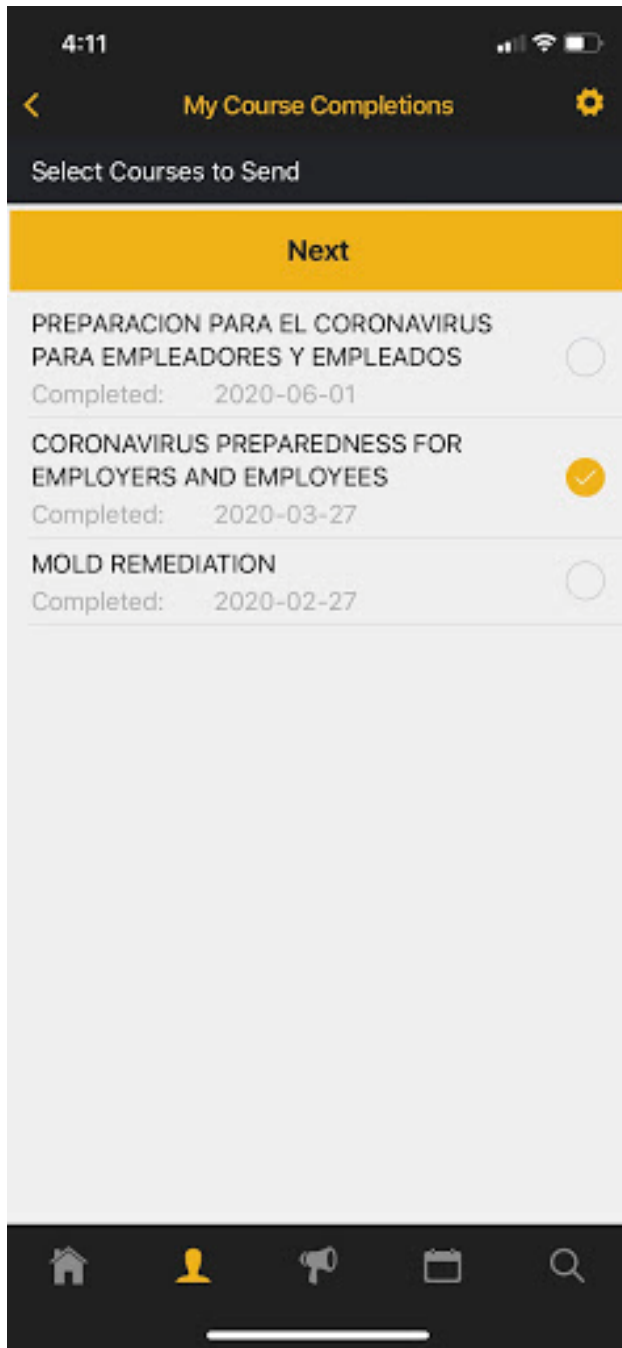 4:11
My Course Completions
Select Courses to Send
Next
PREPARACION PARA EL CORONAVIRUS
PARA EMPLEADORES Y EMPLEADOS
Completed: 2020-06-01
CORONAVIRUS PREPAREDNESS FOR
EMPLOYERS AND EMPLOYEES
Completed: 2020-03-27
MOLD REMEDIATION
Completed: 2020-02-27